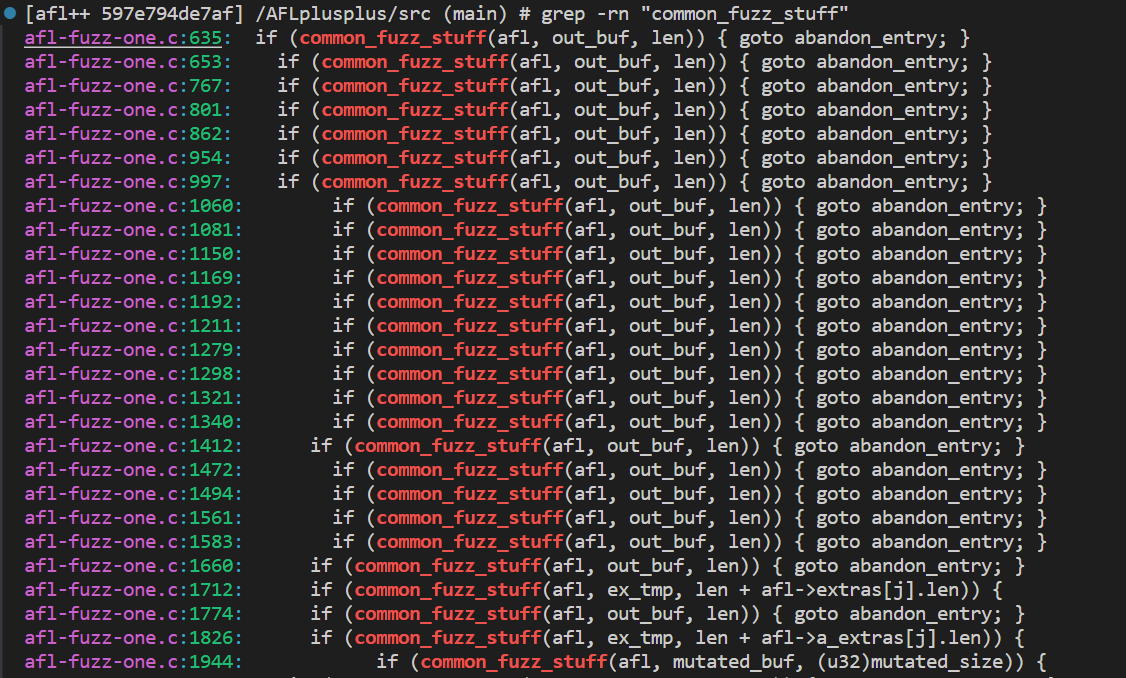 [afl++ 597e794de7af] /AFLplusplus/src (main) # grep -rn "common_fuzz_stuff"
afl-fuzz-one.c:635:  if (common_fuzz_stuff(afl, out_buf, len)) { goto abandon_entry; }
afl-fuzz-one.c:653:    if (common_fuzz_stuff(afl, out_buf, len)) { goto abandon_entry; }
afl-fuzz-one.c:767:    if (common_fuzz_stuff(afl, out_buf, len)) { goto abandon_entry; }
afl-fuzz-one.c:801:    if (common_fuzz_stuff(afl, out_buf, len)) { goto abandon_entry; }
afl-fuzz-one.c:862:    if (common_fuzz_stuff(afl, out_buf, len)) { goto abandon_entry; }
afl-fuzz-one.c:954:    if (common_fuzz_stuff(afl, out_buf, len)) { goto abandon_entry; }
afl-fuzz-one.c:997:    if (common_fuzz_stuff(afl, out_buf, len)) { goto abandon_entry; }
afl-fuzz-one.c:1060:        if (common_fuzz_stuff(afl, out_buf, len)) { goto abandon_entry; }
afl-fuzz-one.c:1081:        if (common_fuzz_stuff(afl, out_buf, len)) { goto abandon_entry; }
afl-fuzz-one.c:1150:        if (common_fuzz_stuff(afl, out_buf, len)) { goto abandon_entry; }
afl-fuzz-one.c:1169:        if (common_fuzz_stuff(afl, out_buf, len)) { goto abandon_entry; }
afl-fuzz-one.c:1192:        if (common_fuzz_stuff(afl, out_buf, len)) { goto abandon_entry; }
afl-fuzz-one.c:1211:        if (common_fuzz_stuff(afl, out_buf, len)) { goto abandon_entry; }
afl-fuzz-one.c:1279:        if (common_fuzz_stuff(afl, out_buf, len)) { goto abandon_entry; }
afl-fuzz-one.c:1298:        if (common_fuzz_stuff(afl, out_buf, len)) { goto abandon_entry; }
afl-fuzz-one.c:1321:        if (common_fuzz_stuff(afl, out_buf, len)) { goto abandon_entry; }
afl-fuzz-one.c:1340:        if (common_fuzz_stuff(afl, out_buf, len)) { goto abandon_entry; }
afl-fuzz-one.c:1412:      if (common_fuzz_stuff(afl, out_buf, len)) { goto abandon_entry; }
afl-fuzz-one.c:1472:        if (common_fuzz_stuff(afl, out_buf, len)) { goto abandon_entry; }
afl-fuzz-one.c:1494:        if (common_fuzz_stuff(afl, out_buf, len)) { goto abandon_entry; }
afl-fuzz-one.c:1561:        if (common_fuzz_stuff(afl, out_buf, len)) { goto abandon_entry; }
afl-fuzz-one.c:1583:        if (common_fuzz_stuff(afl, out_buf, len)) { goto abandon_entry; }
afl-fuzz-one.c:1660:      if (common_fuzz_stuff(afl, out_buf, len)) { goto abandon_entry; }
afl-fuzz-one.c:1712:      if (common_fuzz_stuff(afl, ex_tmp, len + afl->extras[j].len)) {
afl-fuzz-one.c:1774:      if (common_fuzz_stuff(afl, out_buf, len)) { goto abandon_entry; }
afl-fuzz-one.c:1826:      if (common_fuzz_stuff(afl, ex_tmp, len + afl->a_extras[j].len)) {
afl-fuzz-one.c:1944:            if (common_fuzz_stuff(afl, mutated_buf, (u32)mutated_size)) {